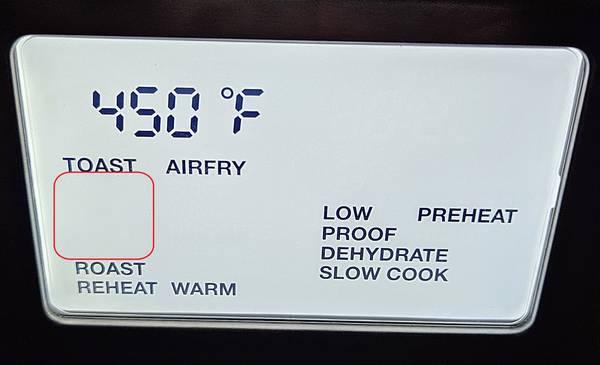 450 °F
TOAST AIRFRY
LOW PREHEAT
PROOF
DEHYDRATE
ROAST
SLOW COOK
REHEAT WARM